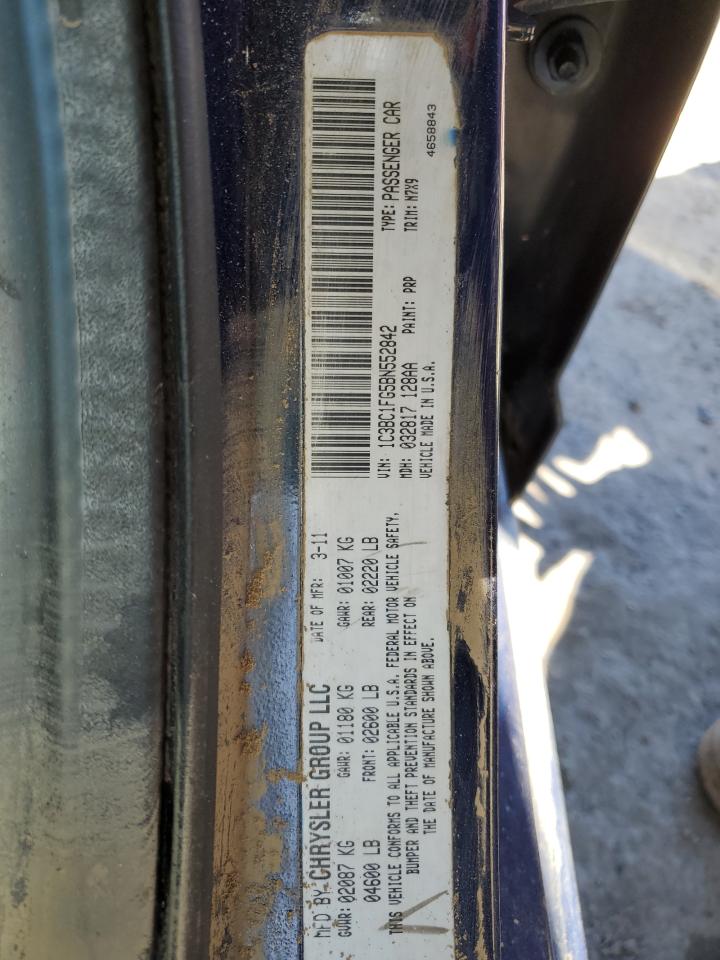 MFD BY CHRYSLER GROUP LLC DATE OF MFR: 3-11
GVWR: 02087 KG GAWR: 01180 KG GAWR: 01007 KG
04600 LB FRONT: 02600 LB REAR: 02220 LB
THIS VEHICLE CONFORMS TO ALL APPLICABLE U.S.A. FEDERAL MOTOR VEHICLE SAFETY,
BUMPER AND THEFT PREVENTION STANDARDS IN EFFECT ON
THE DATE OF MANUFACTURE SHOWN ABOVE.
VIN: 1C3BC1FG5BN552842 TYPE: PASSENGER CAR
MDH: 032817 128AA PAINT: PRP TRIM: M7X9
VEHICLE MADE IN U.S.A. 4658843